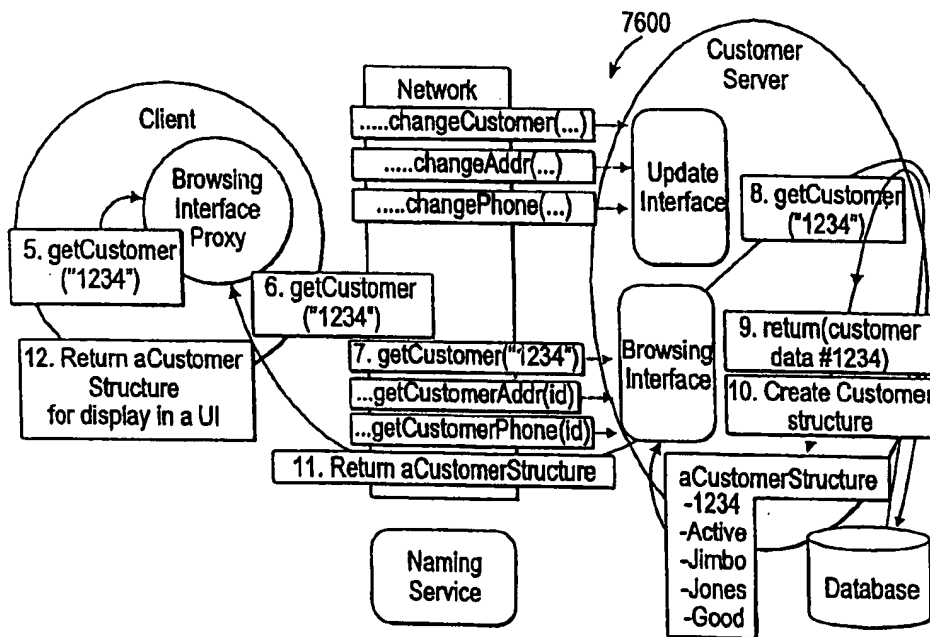 7600
Customer
Server
Network
Client
Browsing
Interface
Proxy
.....changeCustomer(...)
.....changeAddr(...)
.....changePhone(...)
Update
Interface
5. getCustomer
("1234")
6. getCustomer
("1234")
7. getCustomer("1234")
...getCustomerAddr(id)
...getCustomerPhone(id)
Browsing
Interface
8. getCustomer
("1234")
9. return(customer
data #1234)
10. Create Customer
structure
11. Return aCustomerStructure
12. Return aCustomer
Structure
for display in a UI
aCustomerStructure
-1234
-Active
-Jimbo
-Jones
-Good
Naming
Service
Database